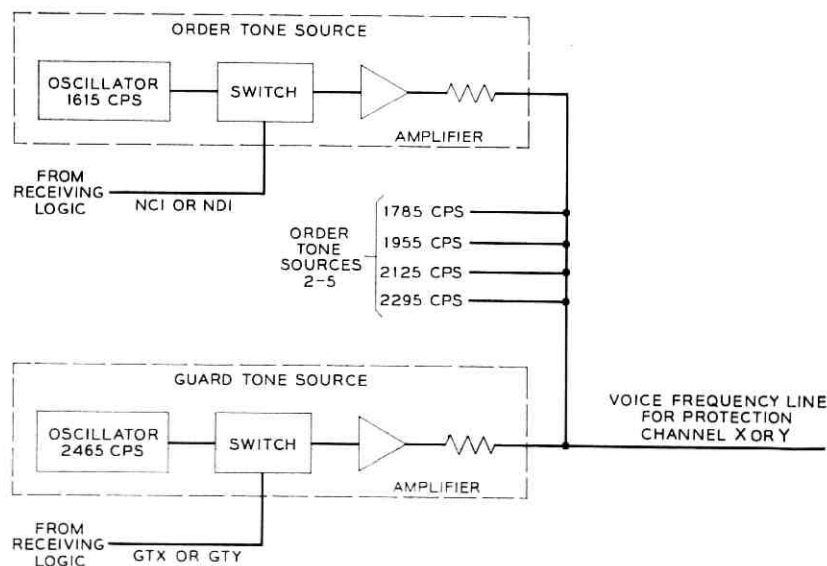 ORDER TONE SOURCE
OSCILLATOR
1615 CPS
SWITCH
AMPLIFIER
FROM
RECEIVING
LOGIC
NCI OR NDI
ORDER
TONE
SOURCES
2-5
1785 CPS
1955 CPS
2125 CPS
2295 CPS
GUARD TONE SOURCE
OSCILLATOR
2465 CPS
SWITCH
AMPLIFIER
FROM
RECEIVING
LOGIC
GTX OR GTY
VOICE FREQUENCY LINE
FOR PROTECTION
CHANNEL X OR Y